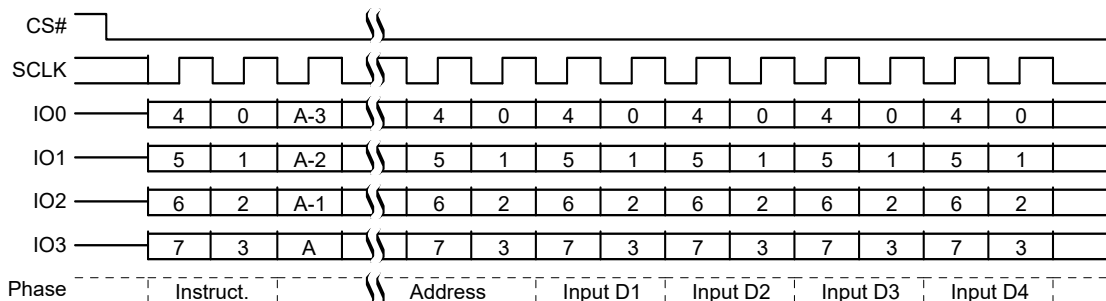 CS#
SCLK
IO0 4 0 A-3 4 0 4 0 4 0 4 0 4 0
IO1 5 1 A-2 5 1 5 1 5 1 5 1 5 1
IO2 6 2 A-1 6 2 6 2 6 2 6 2 6 2
IO3 7 3 A 7 3 7 3 7 3 7 3 7 3
Phase Instruct. Address Input D1 Input D2 Input D3 Input D4